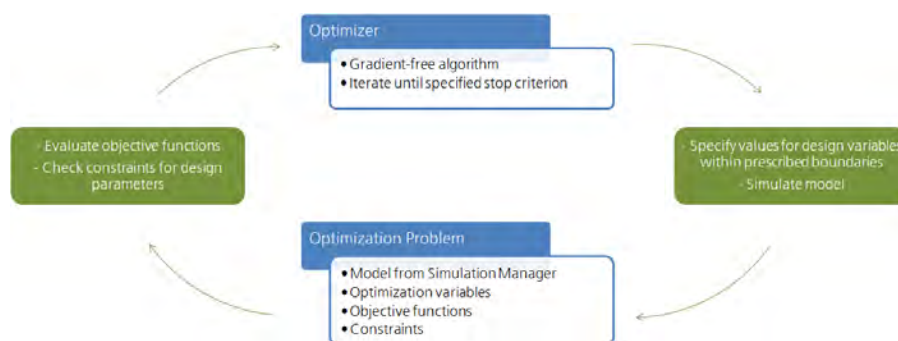 Optimizer
• Gradient-free algorithm
• Iterate until specified stop criterion
- Evaluate objective functions
- Check constraints for design
parameters
- Specify values for design variables
within prescribed boundaries
- Simulate model
Optimization Problem
• Model from Simulation Manager
• Optimization variables
• Objective functions
• Constraints